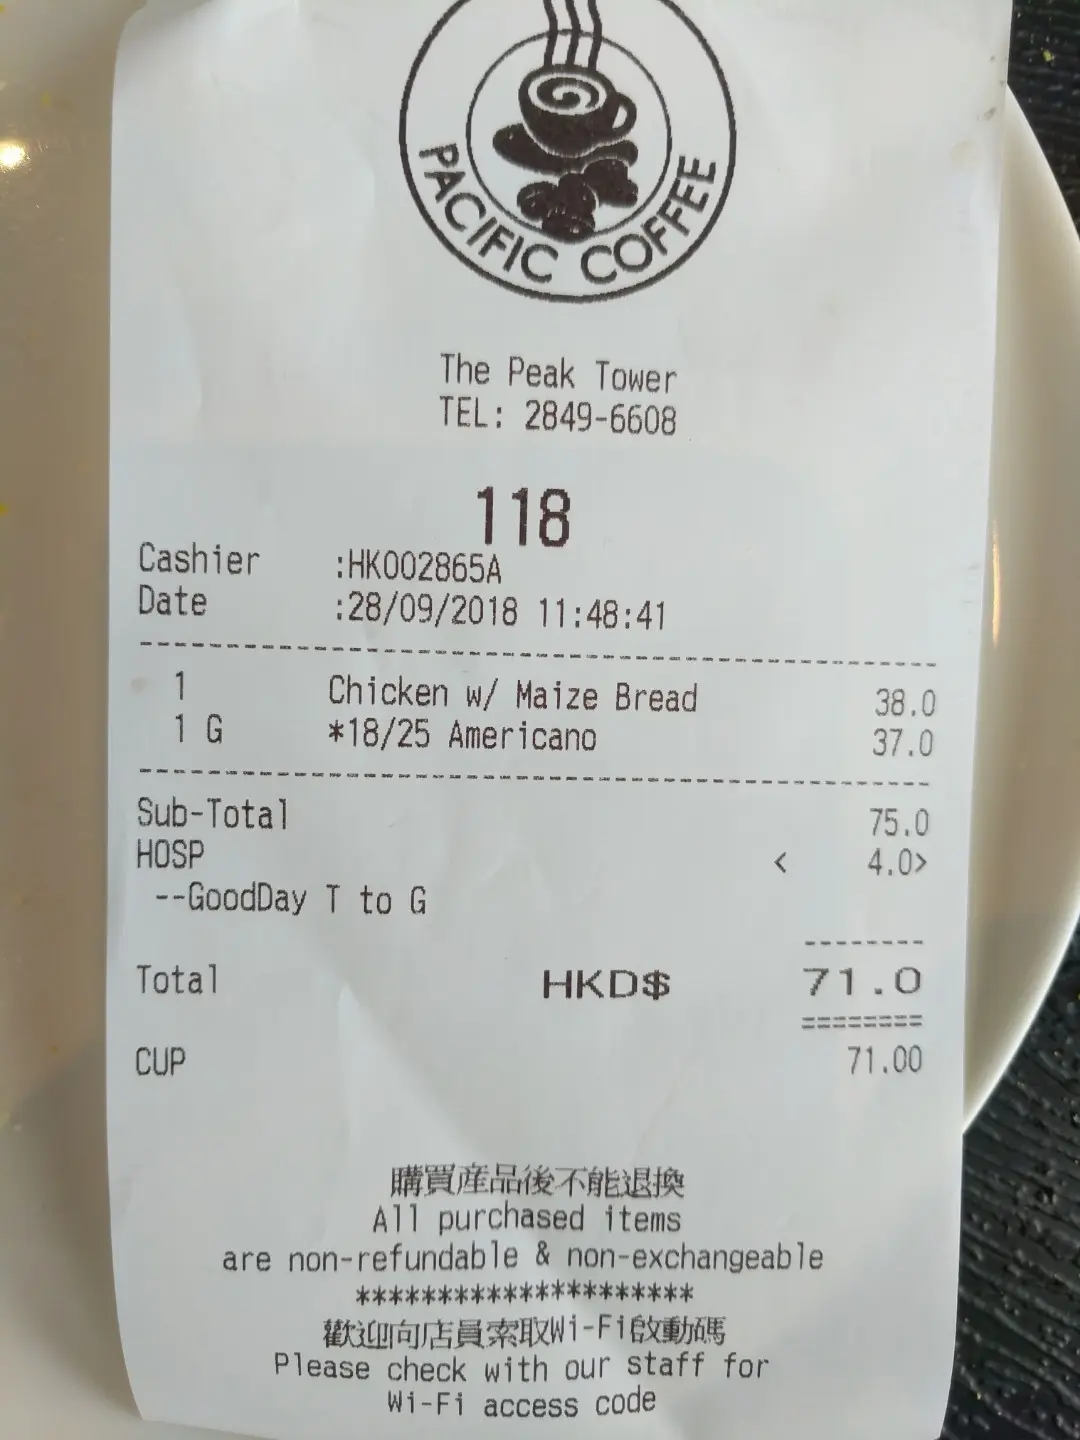 PACIFIC COFFEE
The Peak Tower
TEL: 2849-6608
118
Cashier :HK002865A
Date :28/09/2018 11:48:41
1 Chicken w/ Maize Bread 38.0
1 G *18/25 Americano 37.0
Sub-Total 75.0
HOSP < 4.0>
--GoodDay T to G
Total HKD$ 71.0
CUP 71.00
購買産品後不能退換
All purchased items
are non-refundable & non-exchangeable
*********************
歡迎向店員索取Wi-Fi啟動碼
Please check with our staff for
Wi-Fi access code